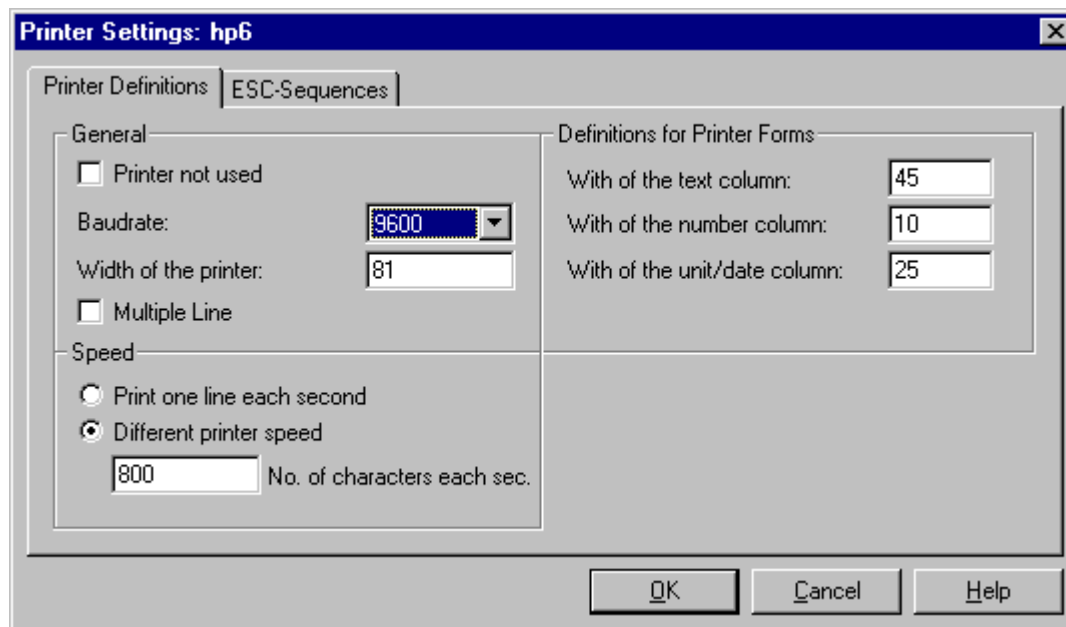 Printer Settings: hp6
Printer Definitions
ESC-Sequences
General
Printer not used
Baudrate:
9600
Width of the printer:
81
Multiple Line
Definitions for Printer Forms
With of the text column:
45
With of the number column:
10
With of the unit/date column:
25
Speed
Print one line each second
Different printer speed
800 No. of characters each sec.
OK
Cancel
Help